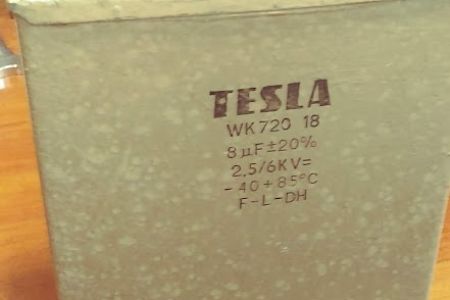 TESLA
WK720 18
8µF±20%
2,5/6KV=
-40+85°C
F-L-DH